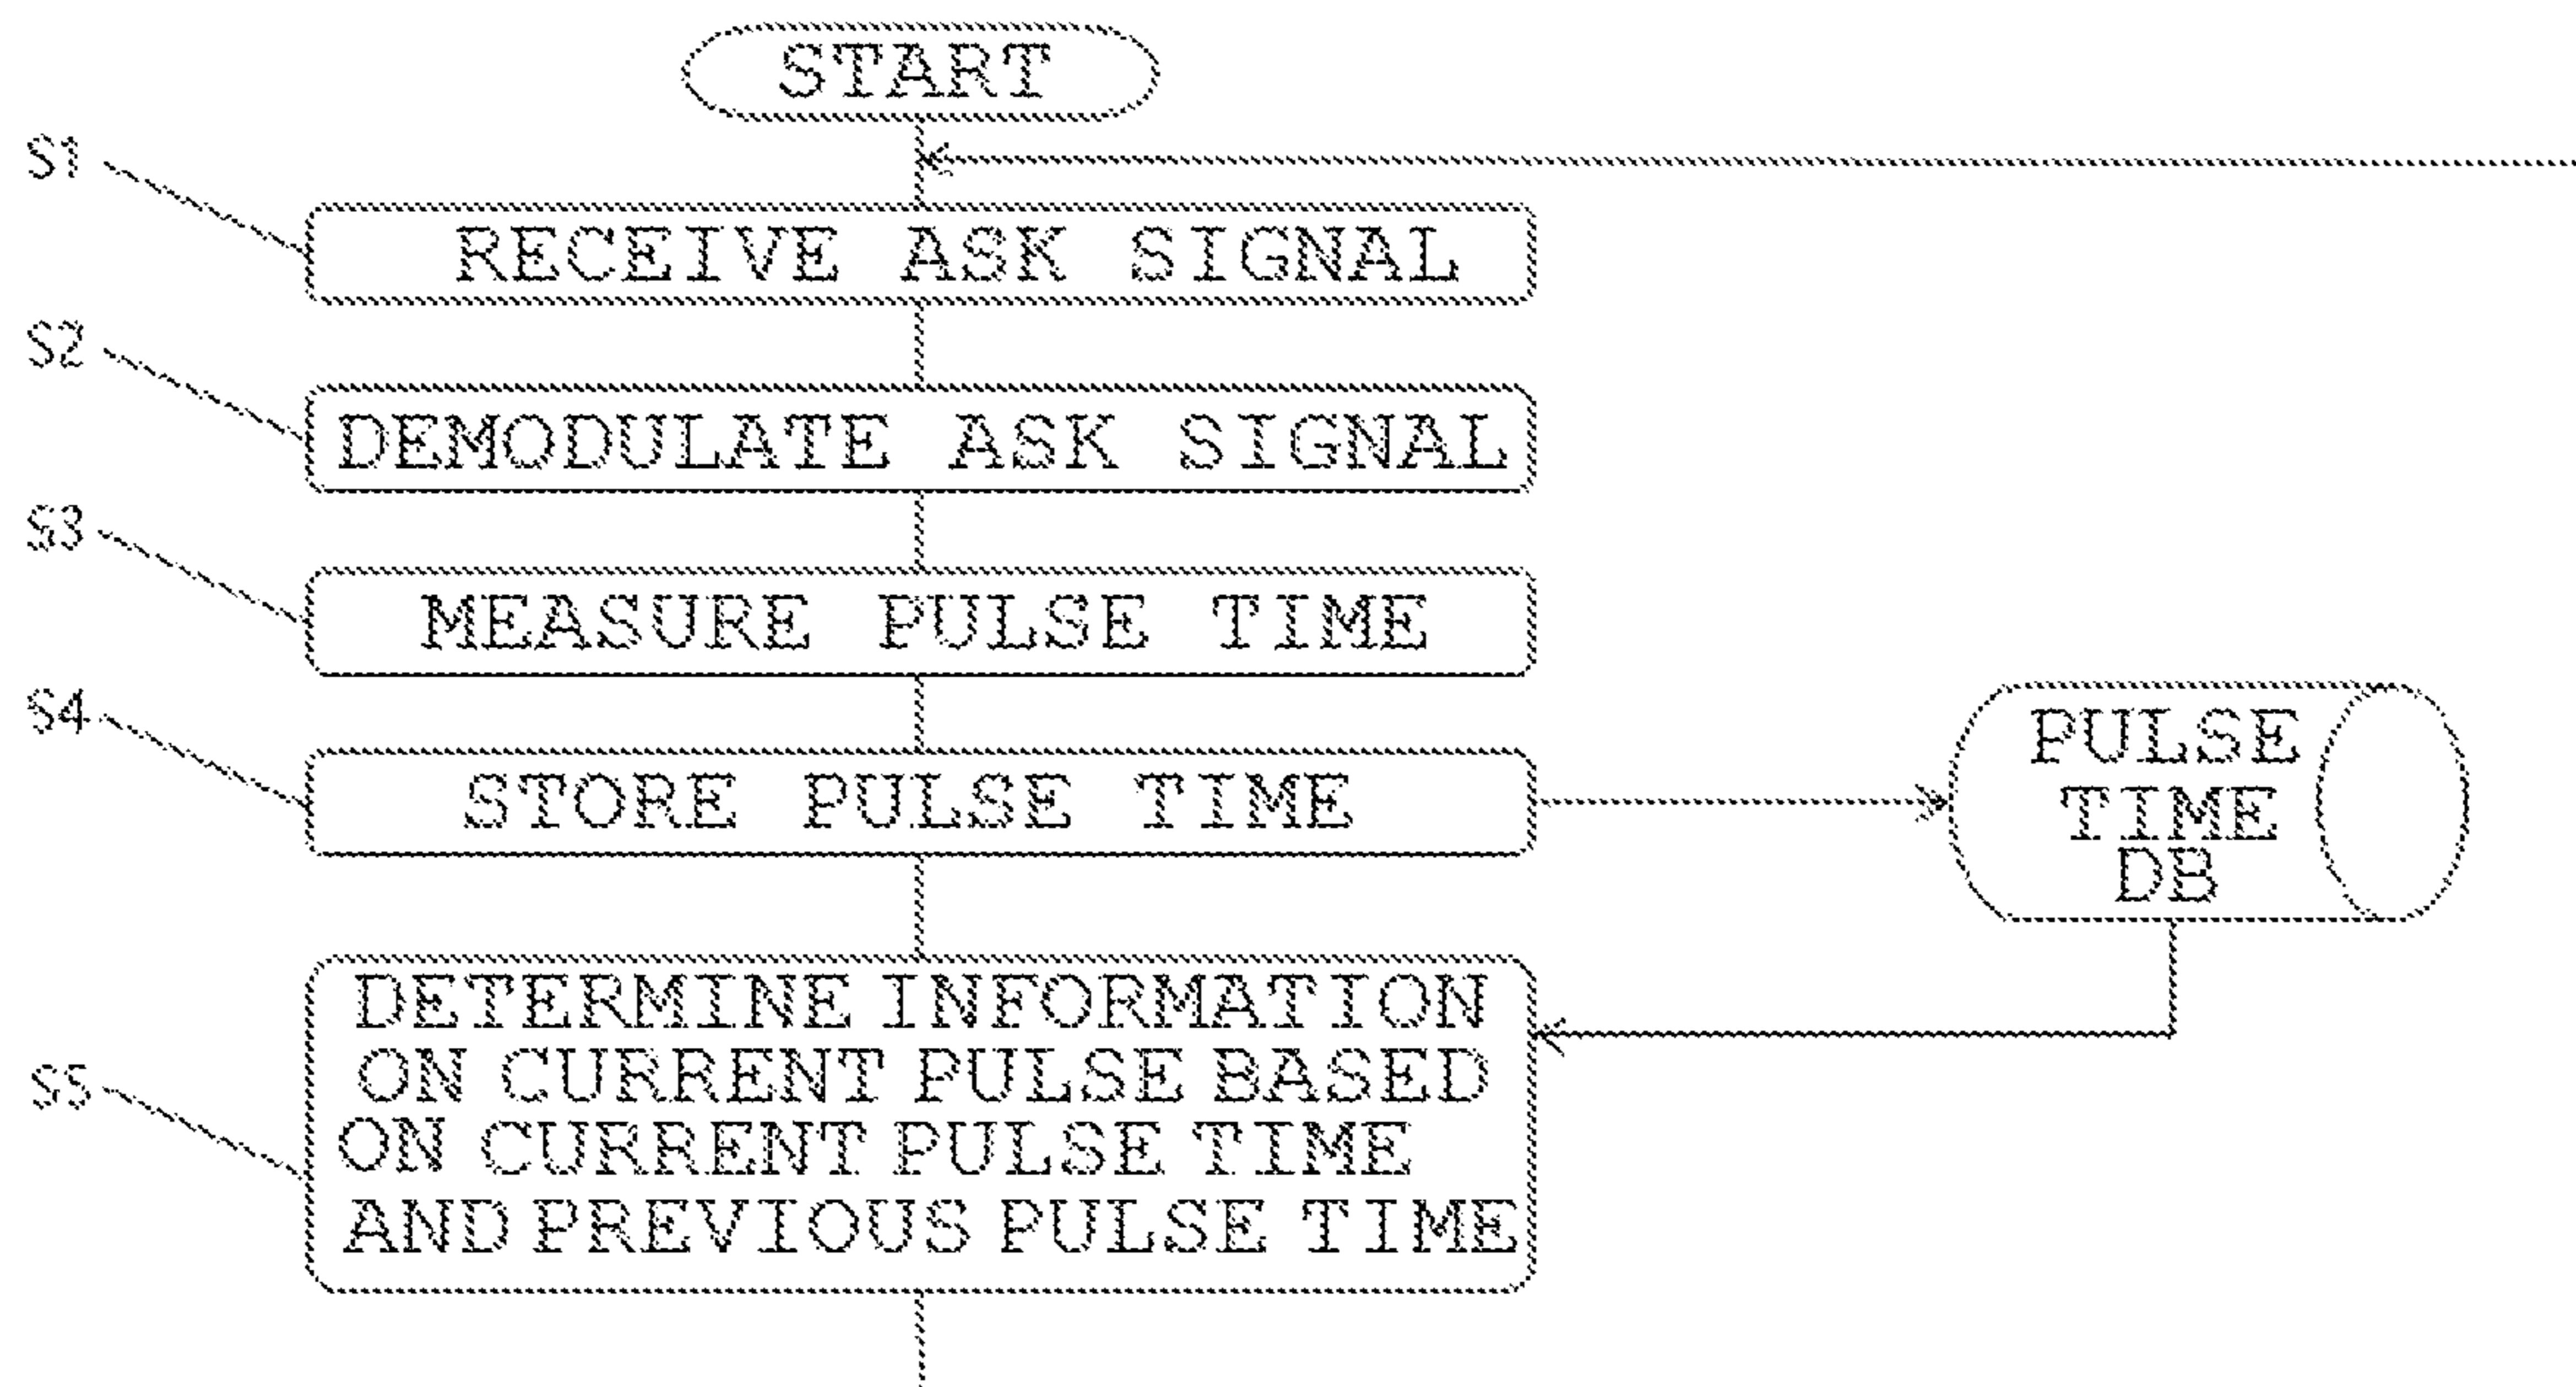 START
S1
RECEIVE ASK SIGNAL
S2
DEMODULATE ASK SIGNAL
S3
MEASURE PULSE TIME
S4
STORE PULSE TIME
PULSE
TIME
DB
S5
DETERMINE INFORMATION
ON CURRENT PULSE BASED
ON CURRENT PULSE TIME
AND PREVIOUS PULSE TIME